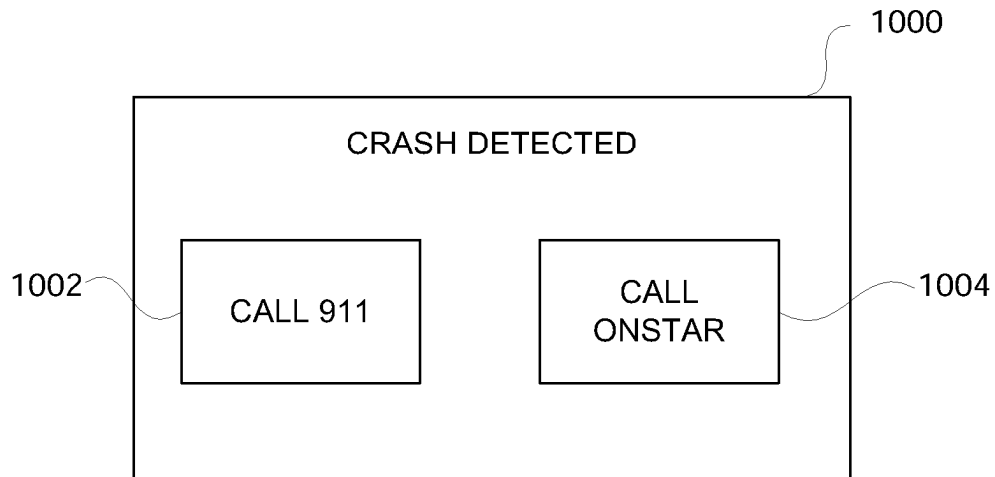 1000
CRASH DETECTED
1002
CALL 911
CALL
ONSTAR
1004